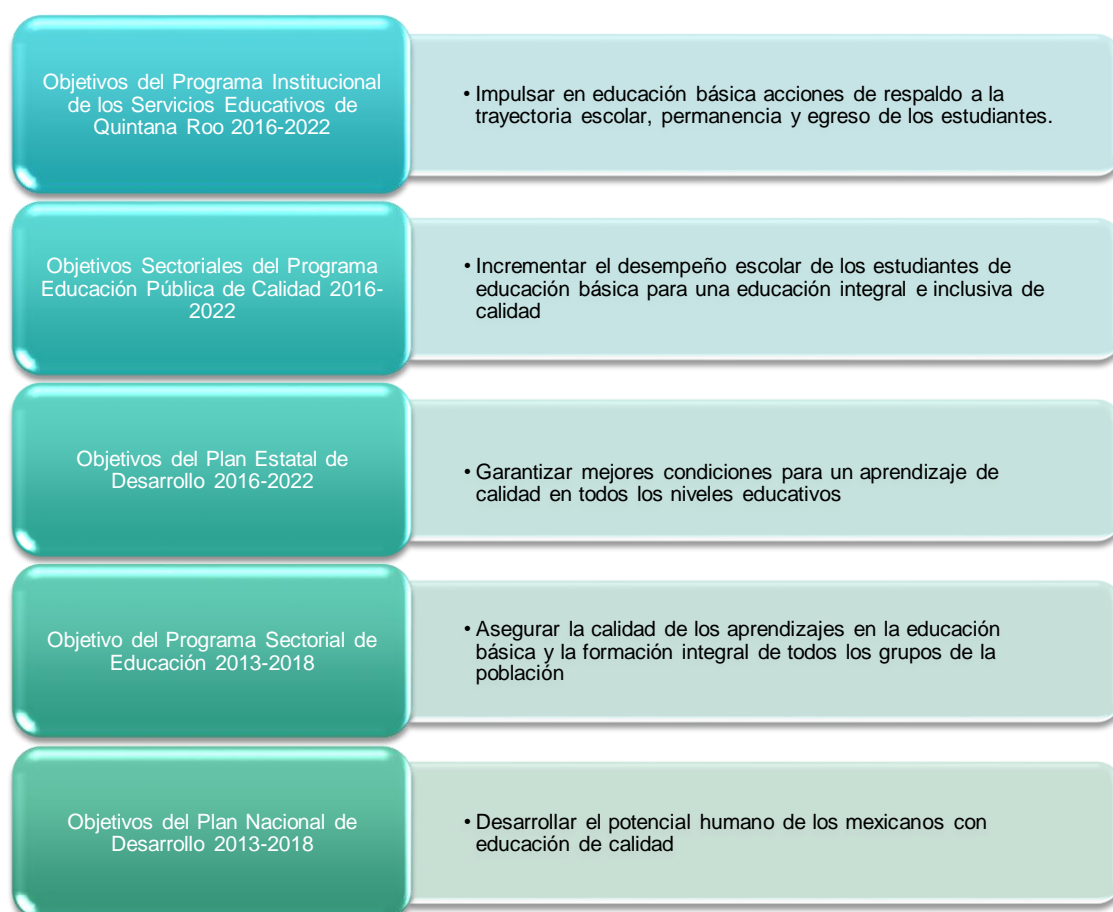 Objetivos del Programa Institucional
de los Servicios Educativos de
Quintana Roo 2016-2022
• Impulsar en educación básica acciones de respaldo a la
trayectoria escolar, permanencia y egreso de los estudiantes.
Objetivos Sectoriales del Programa
Educación Pública de Calidad 2016-
2022
• Incrementar el desempeño escolar de los estudiantes de
educación básica para una educación integral e inclusiva de
calidad
Objetivos del Plan Estatal de
Desarrollo 2016-2022
• Garantizar mejores condiciones para un aprendizaje de
calidad en todos los niveles educativos
Objetivo del Programa Sectorial de
Educación 2013-2018
• Asegurar la calidad de los aprendizajes en la educación
básica y la formación integral de todos los grupos de la
población
Objetivos del Plan Nacional de
Desarrollo 2013-2018
• Desarrollar el potencial humano de los mexicanos con
educación de calidad